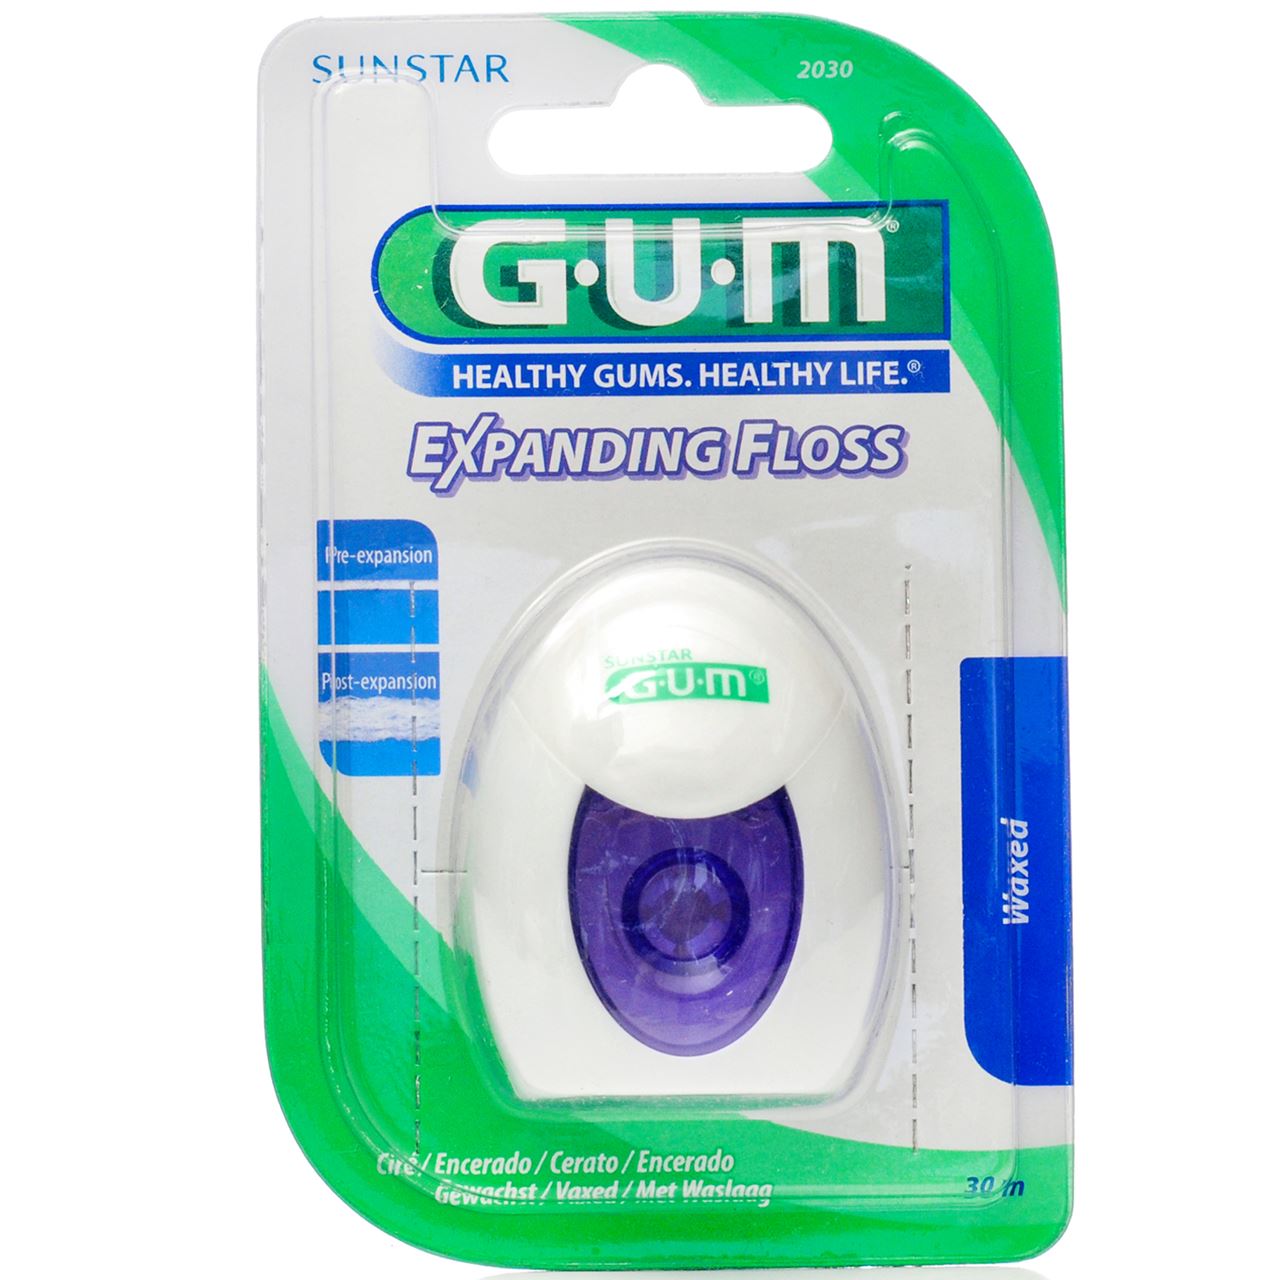 SUNSTAR
2030
G·U·M®
HEALTHY GUMS. HEALTHY LIFE.®
EXPANDING FLOSS
Pre-expansion
Post-expansion
SUNSTAR
G·U·M®
Waxed
Ciré / Encerado / Cerato / Encerado
Gewachst / Vaxed / Met Waslaag
30 m